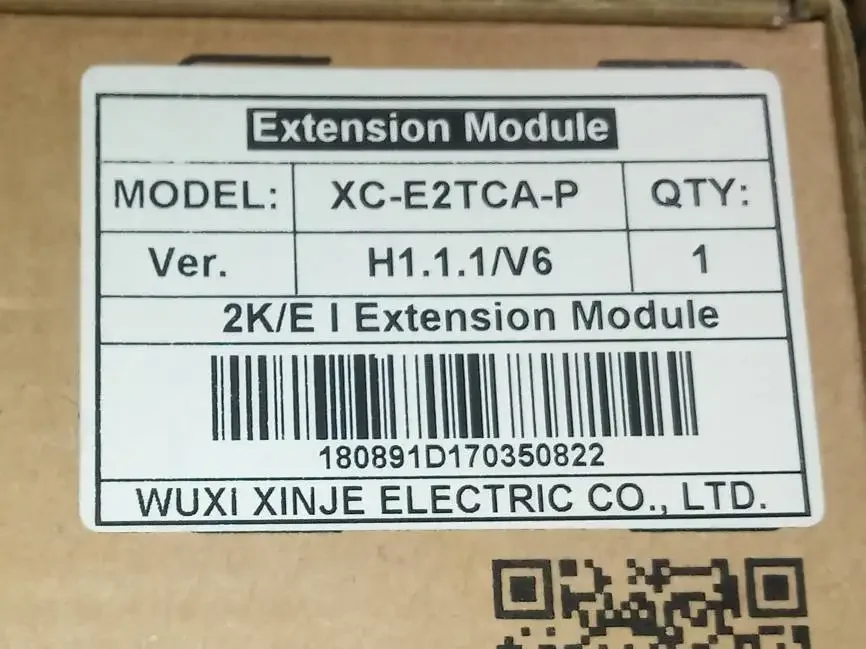 Extension Module
MODEL: XC-E2TCA-P QTY:
Ver. H1.1.1/V6 1
2K/E I Extension Module
180891D170350822
WUXI XINJE ELECTRIC CO., LTD.